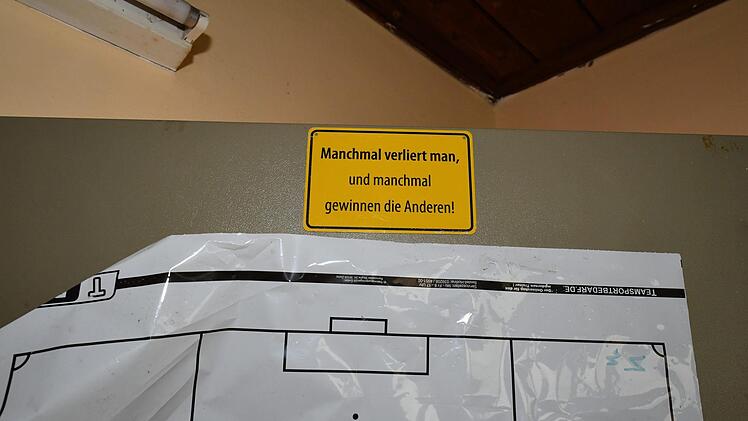 Manchmal verliert man,
und manchmal
gewinnen die Anderen!
TEAMSPORTBEDARF.DE